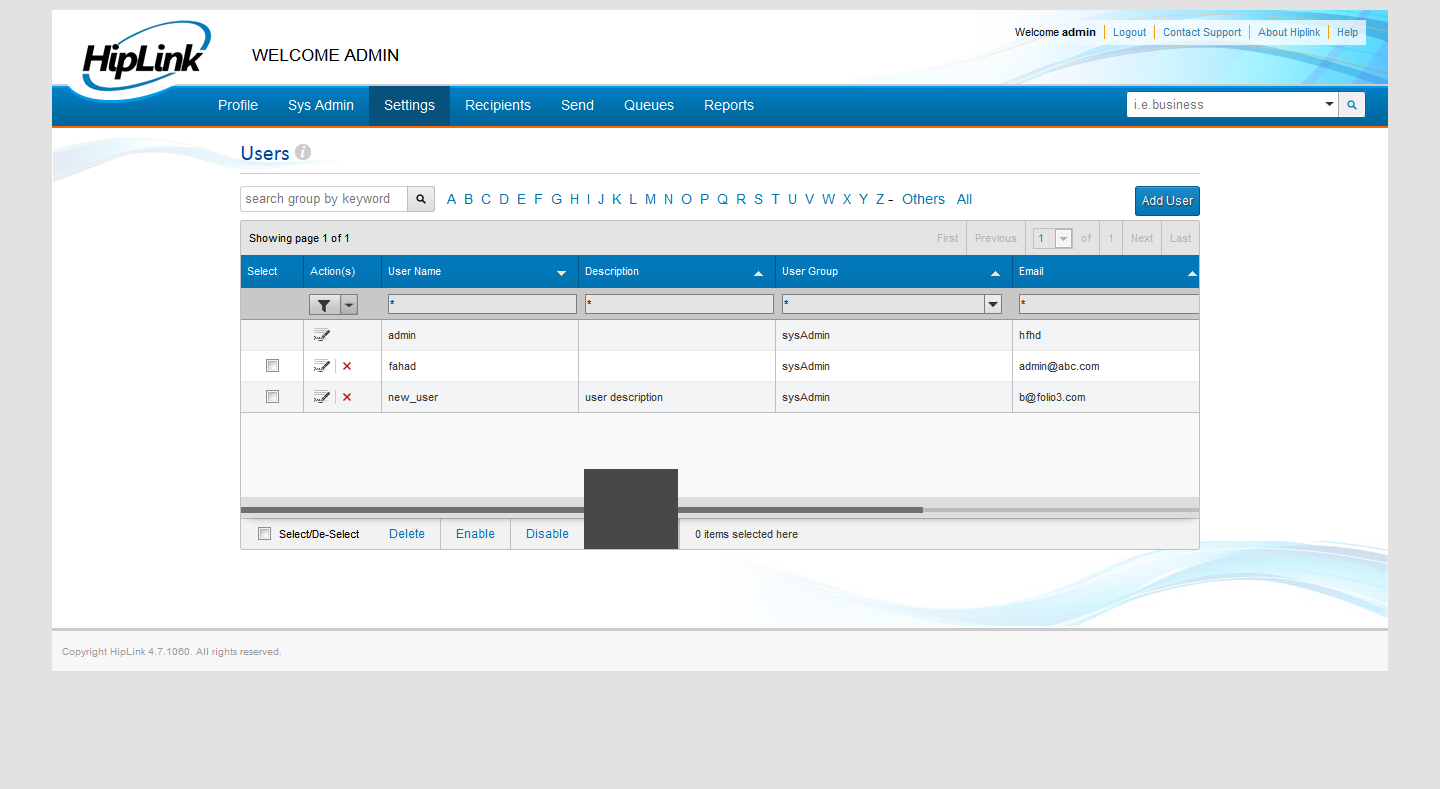 HipLink
WELCOME ADMIN
Welcome admin Logout Contact Support About Hiplink Help
Profile Sys Admin Settings Recipients Send Queues Reports i.e.business
Users i
search group by keyword A B C D E F G H I J K L M N O P Q R S T U V W X Y Z - Others All Add User
Showing page 1 of 1 First Previous 1 of 1 Next Last
Select Action(s) User Name Description User Group Email
* * * *
admin sysAdmin hfhd
fahad sysAdmin admin@abc.com
new_user user description sysAdmin b@folio3.com
Select/De-Select Delete Enable Disable 0 items selected here
Copyright HipLink 4.7.1060. All rights reserved.